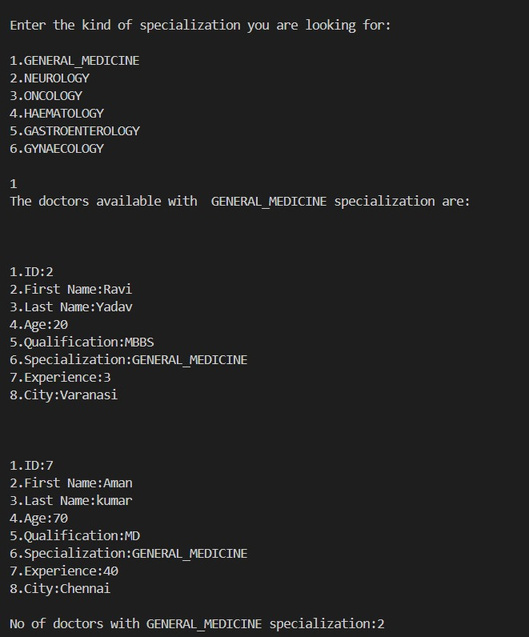 Enter the kind of specialization you are looking for:
1.GENERAL_MEDICINE
2.NEUROLOGY
3.ONCOLOGY
4.HAEMATOLOGY
5.GASTROENTEROLOGY
6.GYNAECOLOGY
1
The doctors available with  GENERAL_MEDICINE specialization are:
1.ID:2
2.First Name:Ravi
3.Last Name:Yadav
4.Age:20
5.Qualification:MBBS
6.Specialization:GENERAL_MEDICINE
7.Experience:3
8.City:Varanasi
1.ID:7
2.First Name:Aman
3.Last Name:kumar
4.Age:70
5.Qualification:MD
6.Specialization:GENERAL_MEDICINE
7.Experience:40
8.City:Chennai
No of doctors with GENERAL_MEDICINE specialization:2